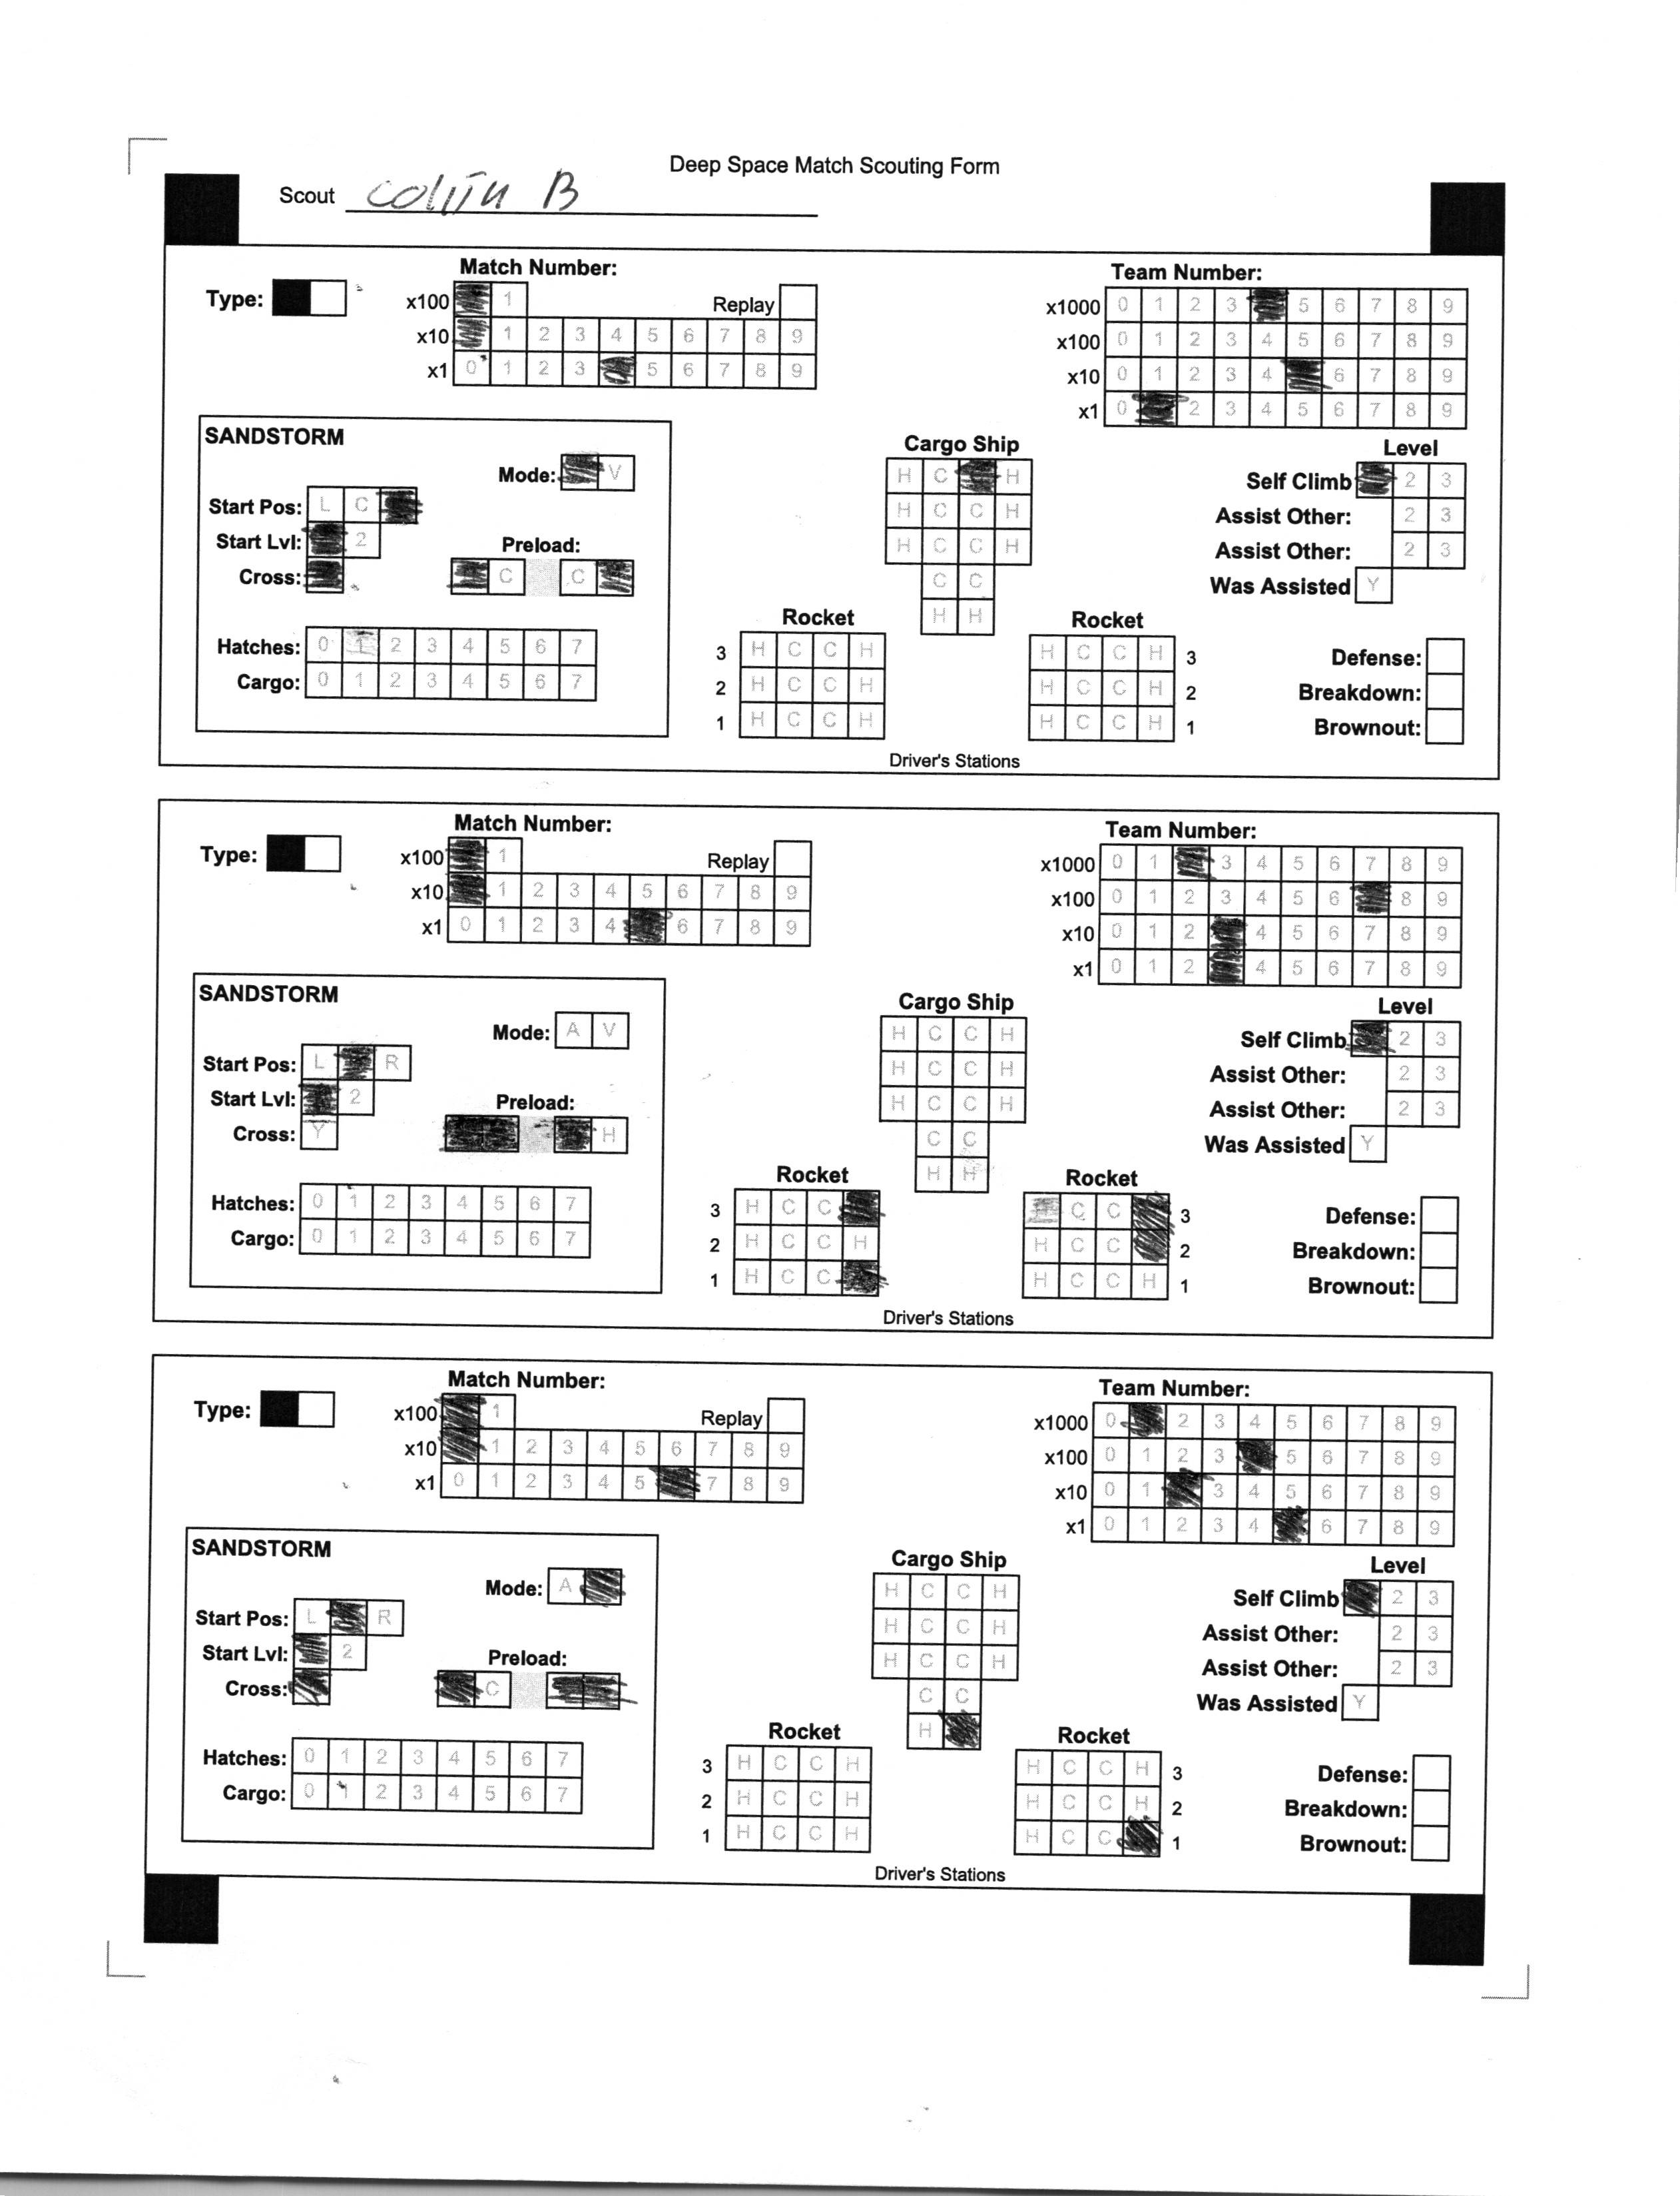 Deep Space Match Scouting Form
Scout Colin B
Match Number: Team Number:
Type: x100 1 Replay x1000 0 1 2 3 5 6 7 8 9
x10 1 2 3 4 5 6 7 8 9 x100 0 1 2 3 4 5 6 7 8 9
x1 0 1 2 3 5 6 7 8 9 x10 0 1 2 3 4 6 7 8 9
x1 0 2 3 4 5 6 7 8 9
SANDSTORM Cargo Ship Level
Mode: V H C H Self Climb 2 3
Start Pos: L C H C C H Assist Other: 2 3
Start Lvl: 2 Preload: H C C H Assist Other: 2 3
Cross: C C C C Was Assisted Y
H H
Rocket Rocket
Hatches: 0 1 2 3 4 5 6 7 3 H C C H H C C H 3 Defense:
Cargo: 0 1 2 3 4 5 6 7 2 H C C H H C C H 2 Breakdown:
1 H C C H H C C H 1 Brownout:
Driver's Stations
Match Number: Team Number:
Type: x100 1 Replay x1000 0 1 3 4 5 6 7 8 9
x10 1 2 3 4 5 6 7 8 9 x100 0 1 2 3 4 5 6 8 9
x1 0 1 2 3 4 6 7 8 9 x10 0 1 2 4 5 6 7 8 9
x1 0 1 2 4 5 6 7 8 9
SANDSTORM Cargo Ship Level
Mode: A V H C C H Self Climb 2 3
Start Pos: L R H C C H Assist Other: 2 3
Start Lvl: 2 Preload: H C C H Assist Other: 2 3
Cross: Y H C C Was Assisted Y
H H
Rocket Rocket
Hatches: 0 1 2 3 4 5 6 7 3 H C C H C C 3 Defense:
Cargo: 0 1 2 3 4 5 6 7 2 H C C H H C C 2 Breakdown:
1 H C C H C C H 1 Brownout:
Driver's Stations
Match Number: Team Number:
Type: x100 1 Replay x1000 0 2 3 4 5 6 7 8 9
x10 1 2 3 4 5 6 7 8 9 x100 0 1 2 3 5 6 7 8 9
x1 0 1 2 3 4 5 7 8 9 x10 0 1 3 4 5 6 7 8 9
x1 0 1 2 3 4 6 7 8 9
SANDSTORM Cargo Ship Level
Mode: A H C C H Self Climb 2 3
Start Pos: L R H C C H Assist Other: 2 3
Start Lvl: 2 Preload: H C C H Assist Other: 2 3
Cross: C C C Was Assisted Y
H
Rocket Rocket
Hatches: 0 1 2 3 4 5 6 7 3 H C C H H C C H 3 Defense:
Cargo: 0 1 2 3 4 5 6 7 2 H C C H H C C H 2 Breakdown:
1 H C C H H C C 1 Brownout:
Driver's Stations